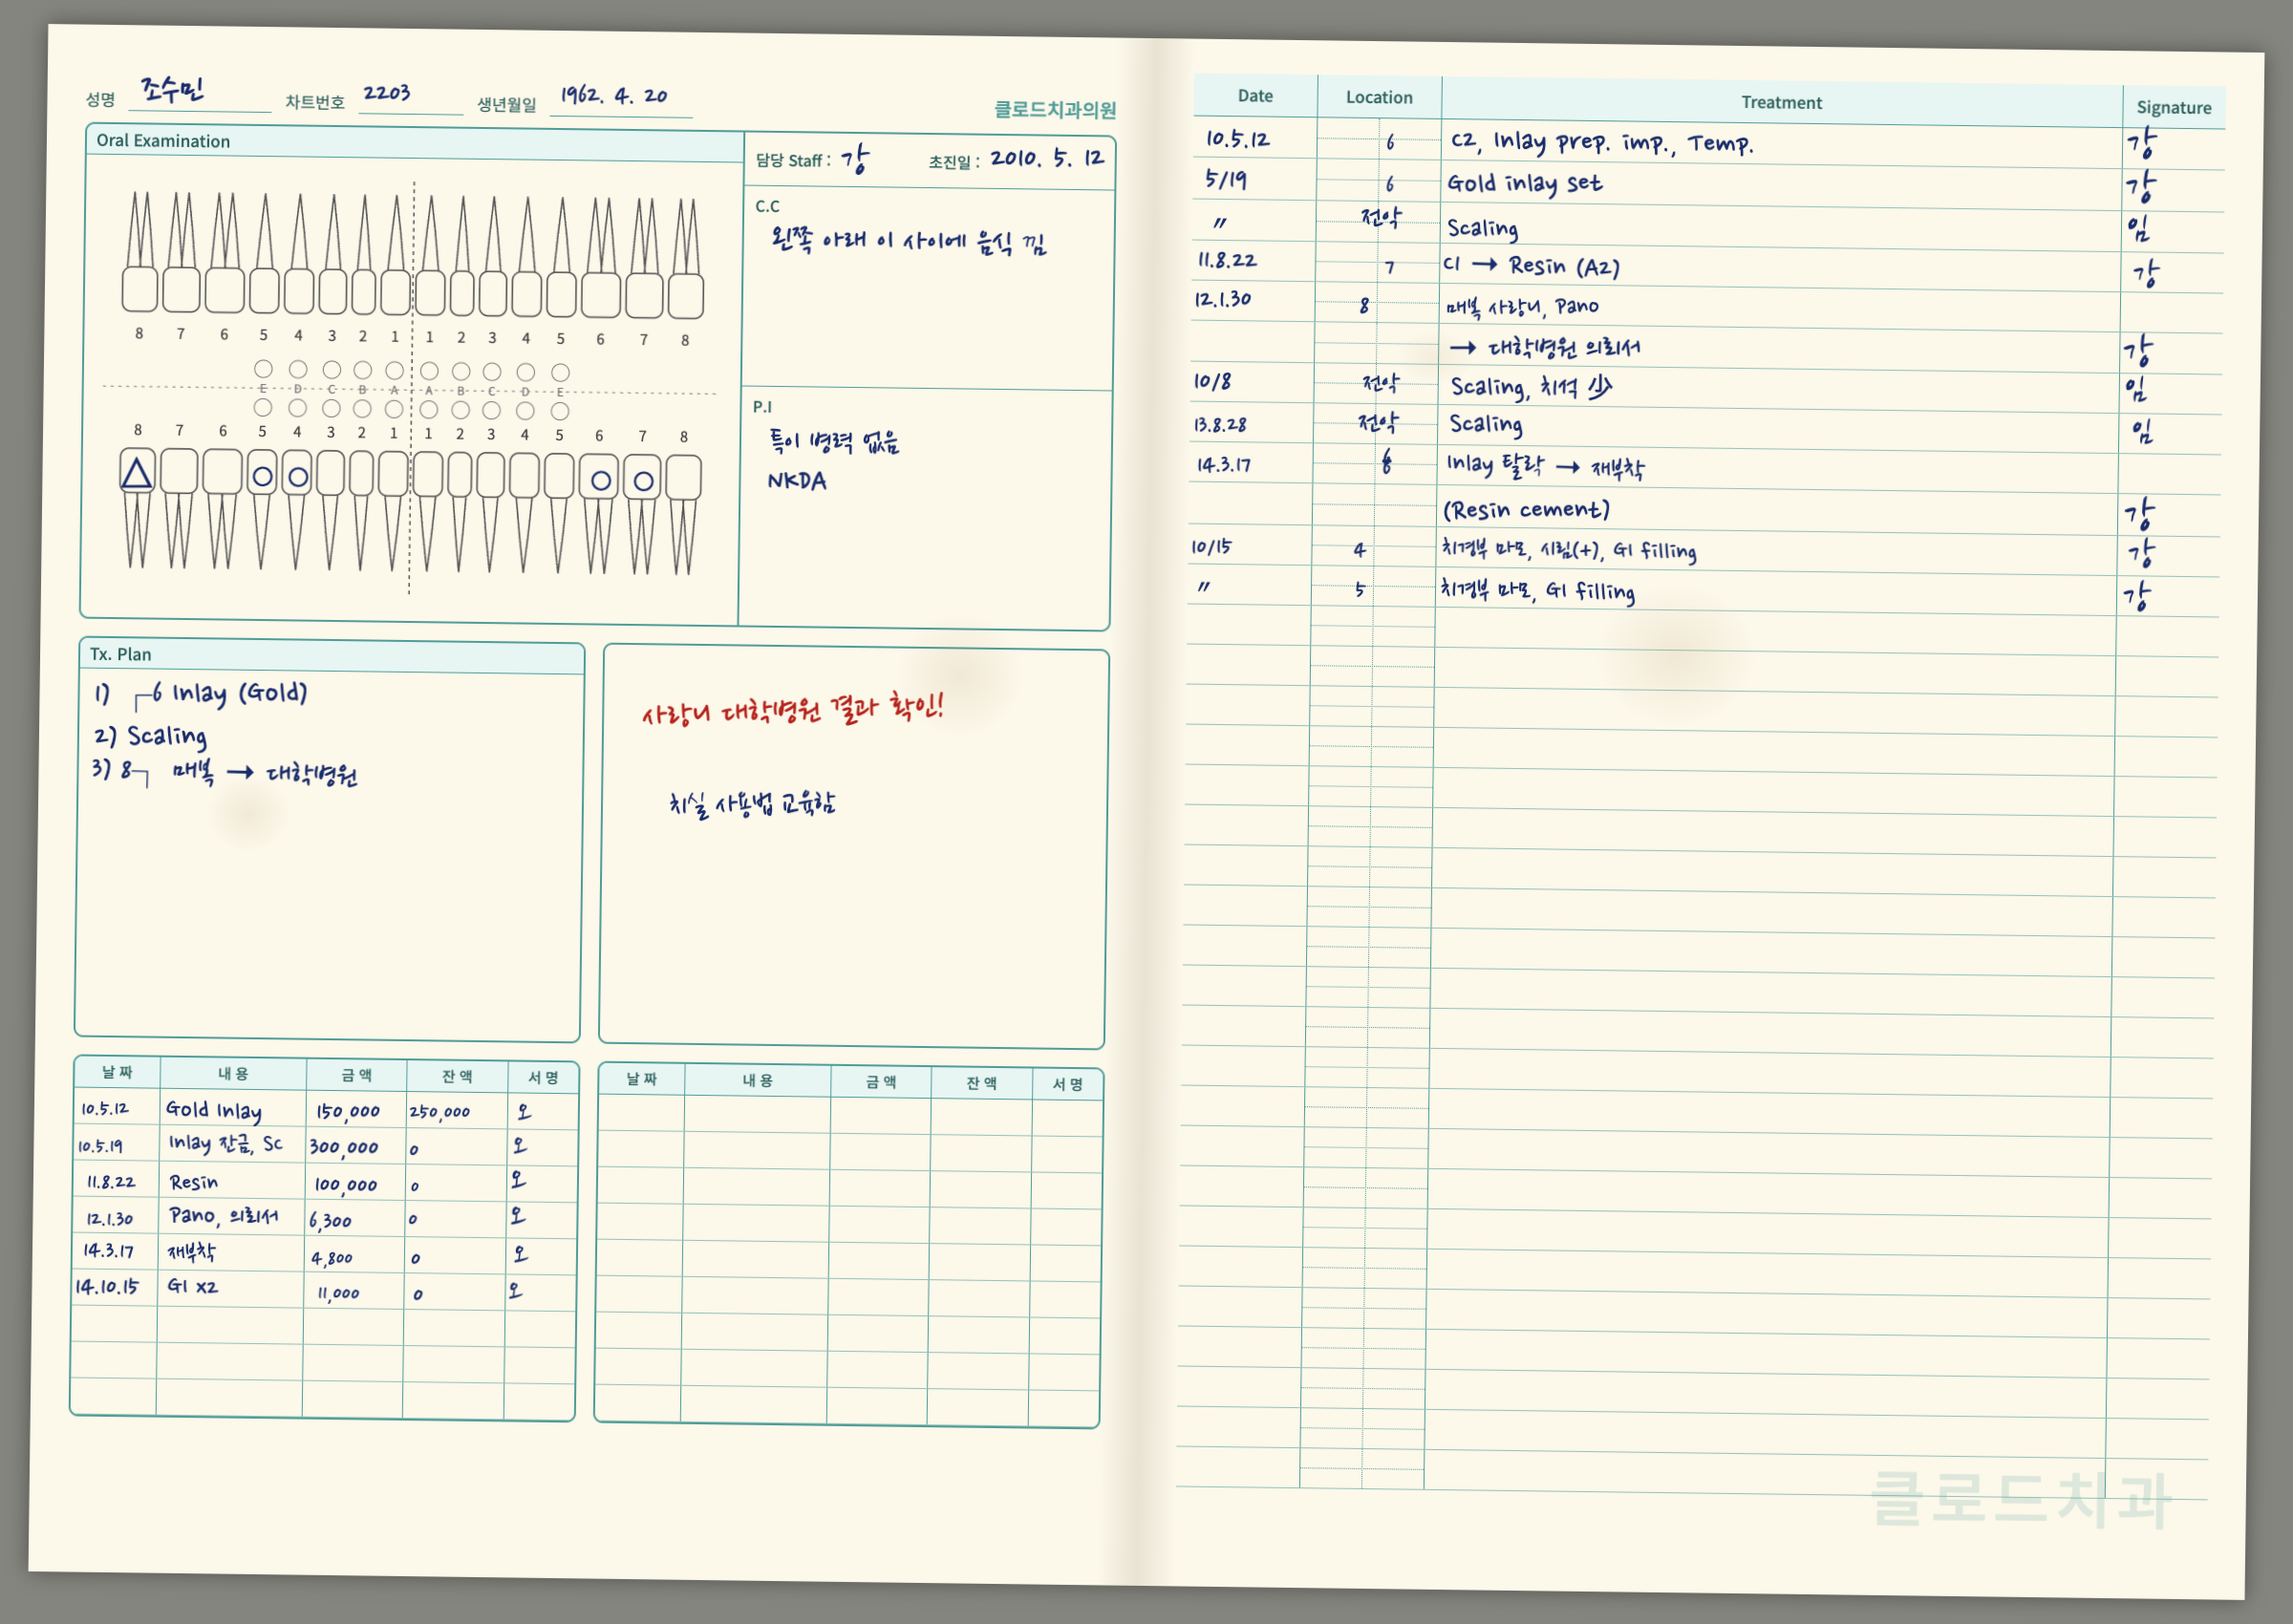 성명 조수민 차트번호 2203 생년월일 1962. 4. 20 클로드치과의원
Oral Examination
담당 Staff : 강 초진일 : 2010. 5. 12
C.C
왼쪽 아래 이 사이에 음식 낌
8 7 6 5 4 3 2 1 1 2 3 4 5 6 7 8
E D C B A A B C D E
8 7 6 5 4 3 2 1 1 2 3 4 5 6 7 8
P.I
특이 병력 없음
NKDA
Tx. Plan
1) ┌6 Inlay (Gold)
2) Scaling
3) 8┐ 매복 → 대학병원
사랑니 대학병원 결과 확인!
치실 사용법 교육함
날 짜 내 용 금 액 잔 액 서 명
10.5.12 Gold Inlay 150,000 250,000 오
10.5.19 Inlay 잔금, Sc 300,000 0 오
11.8.22 Resin 100,000 0 오
12.1.30 Pano, 의뢰서 6,300 0 오
14.3.17 재부착 4,800 0 오
14.10.15 GI x2 11,000 0 오
날 짜 내 용 금 액 잔 액 서 명
Date Location Treatment Signature
10.5.12 6 C2, Inlay prep. imp., Temp. 강
5/19 6 Gold inlay set 강
〃 전악 Scaling 임
11.8.22 7 C1 → Resin (A2) 강
12.1.30 8 매복 사랑니, Pano
→ 대학병원 의뢰서 강
10/8 전악 Scaling, 치석 少 임
13.8.28 전악 Scaling 임
14.3.17 6 Inlay 탈락 → 재부착
(Resin cement) 강
10/15 4 치경부 마모, 시림(+), GI filling 강
〃 5 치경부 마모, GI filling 강
클로드치과